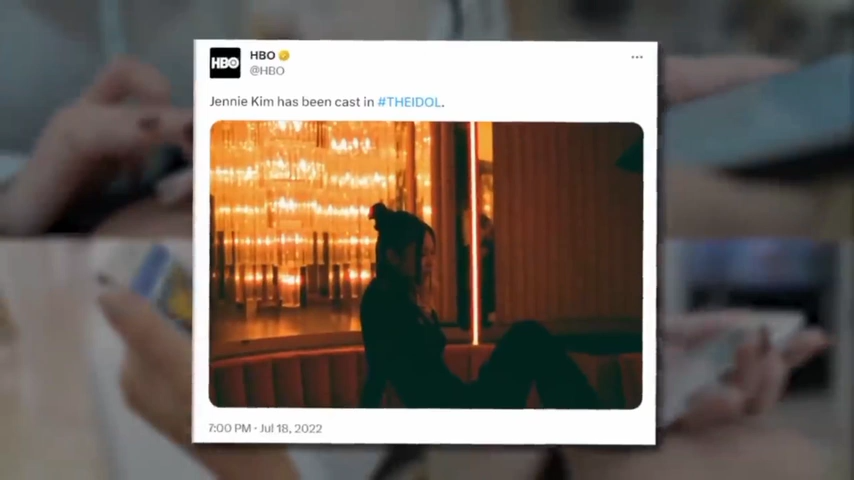 HBO
HBO
@HBO
Jennie Kim has been cast in #THEIDOL.
7:00 PM · Jul 18, 2022